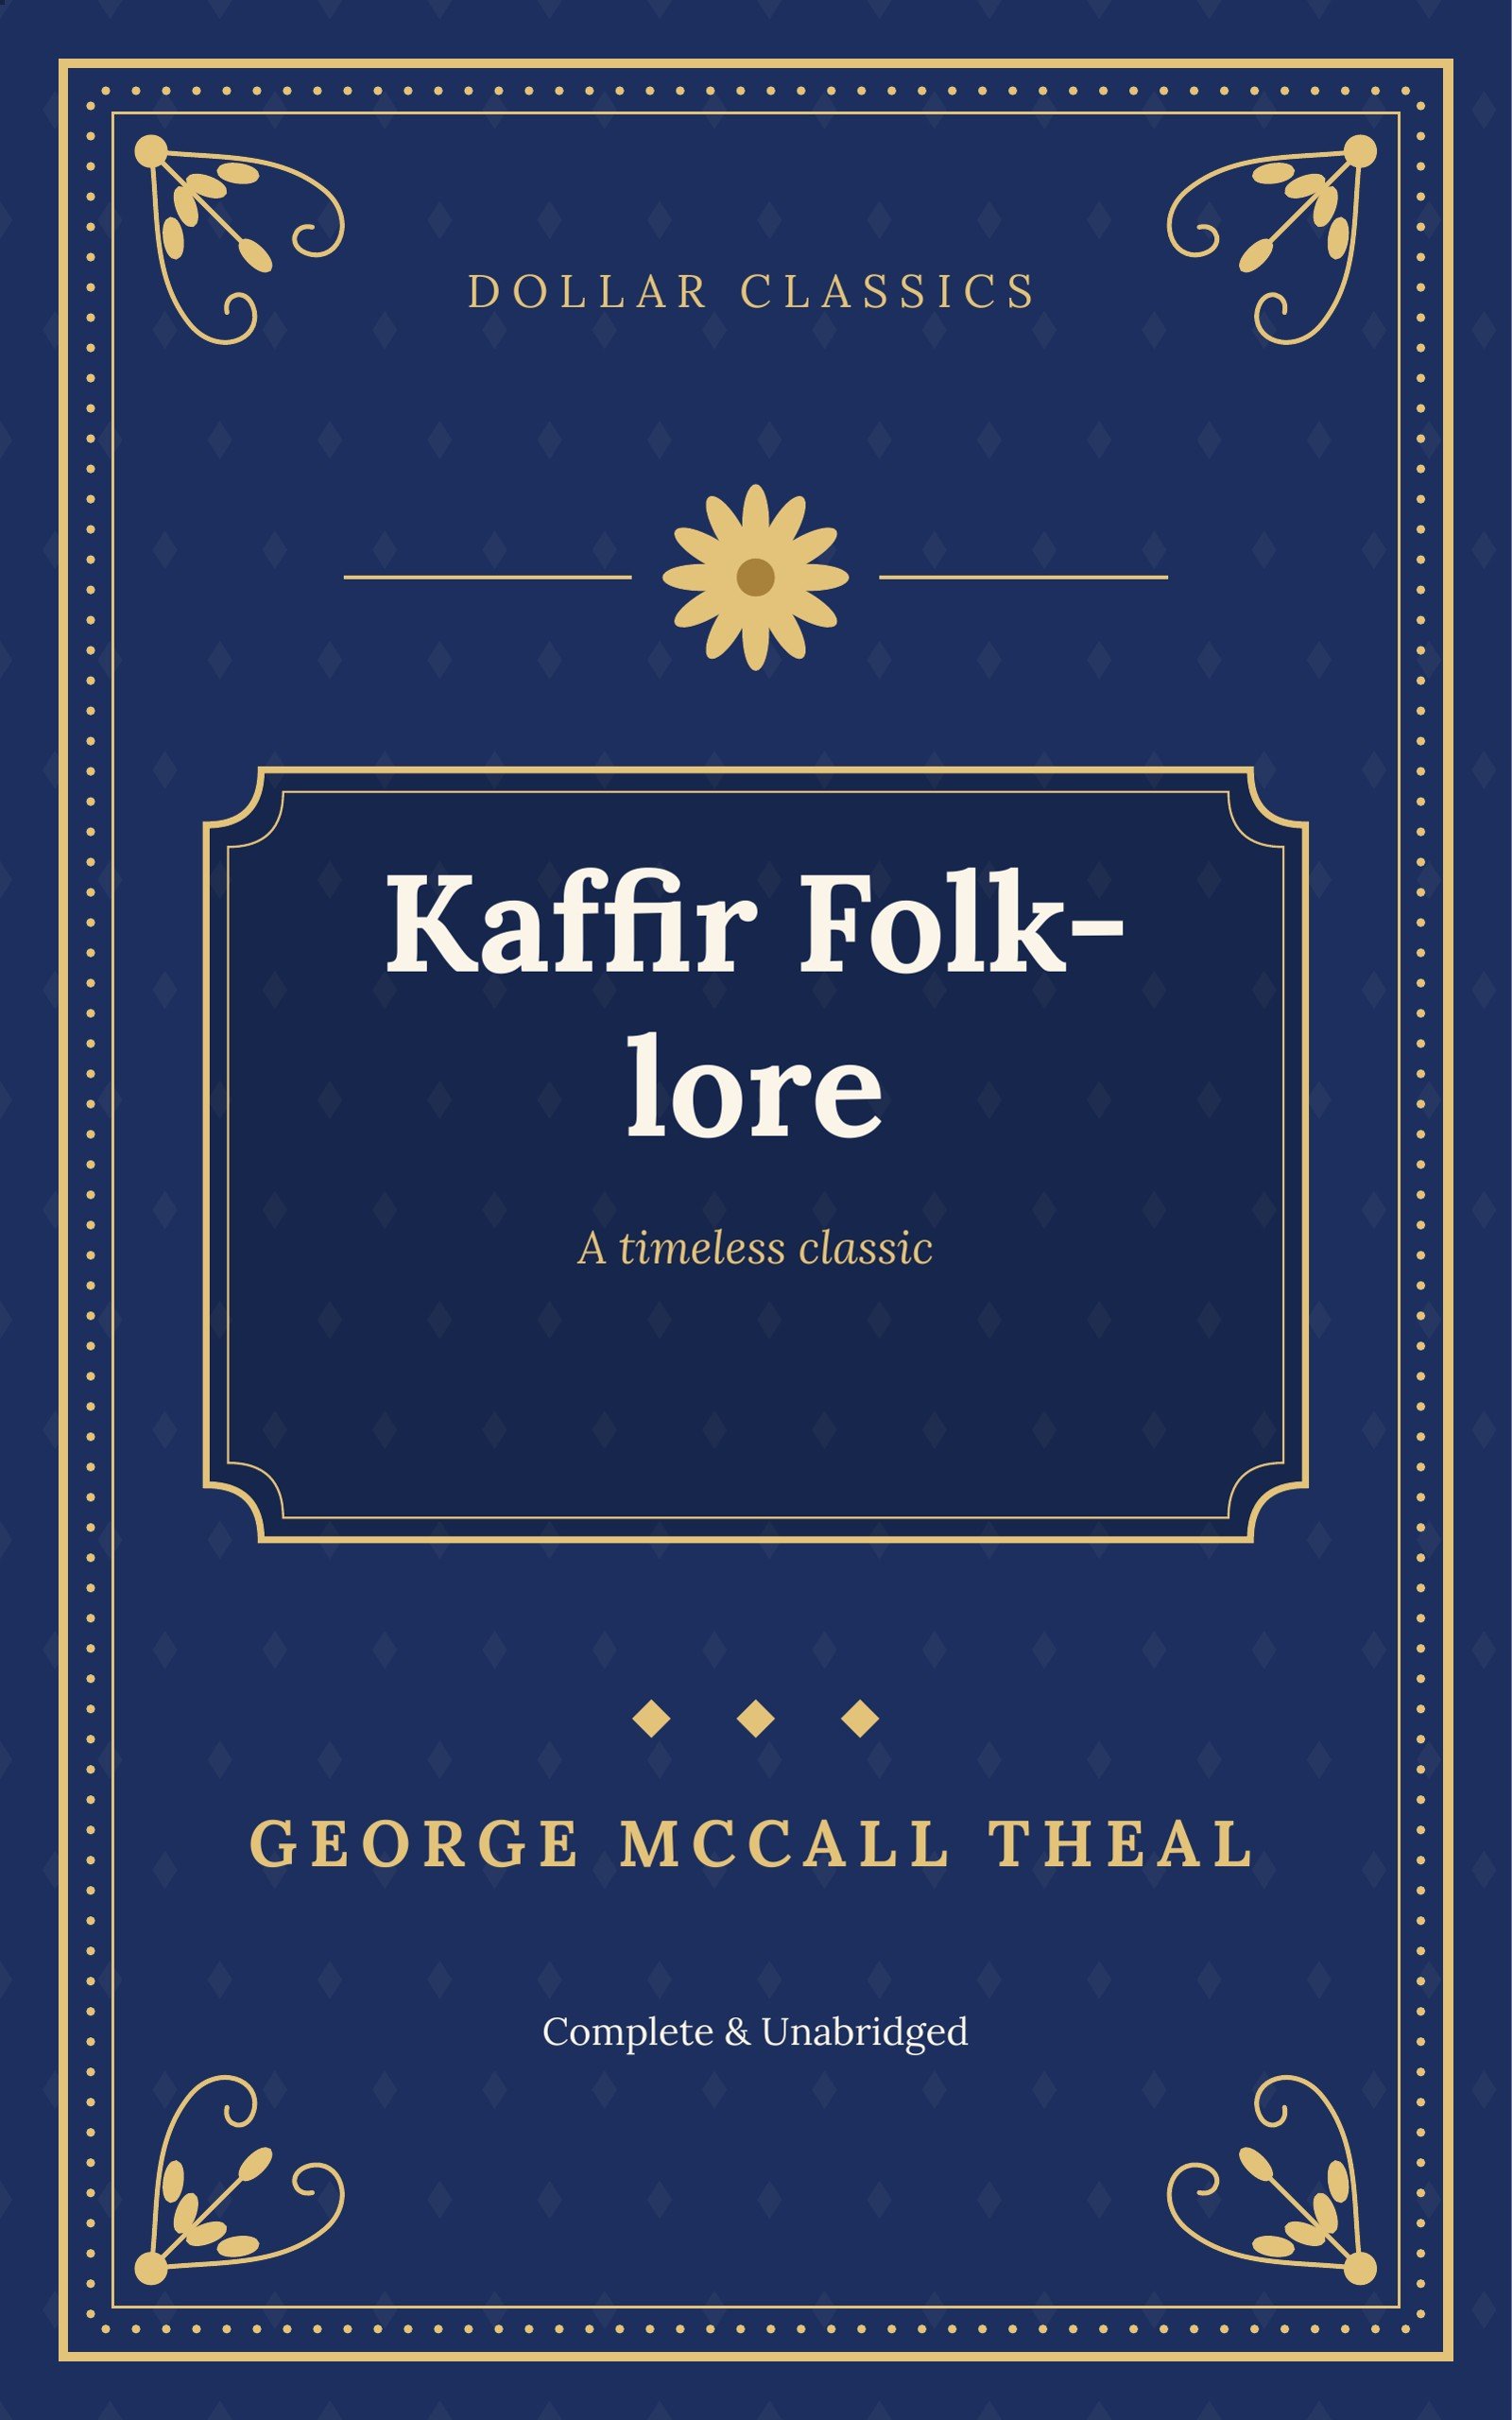 DOLLAR CLASSICS
Kaffir Folk-
lore
A timeless classic
GEORGE MCCALL THEAL
Complete & Unabridged